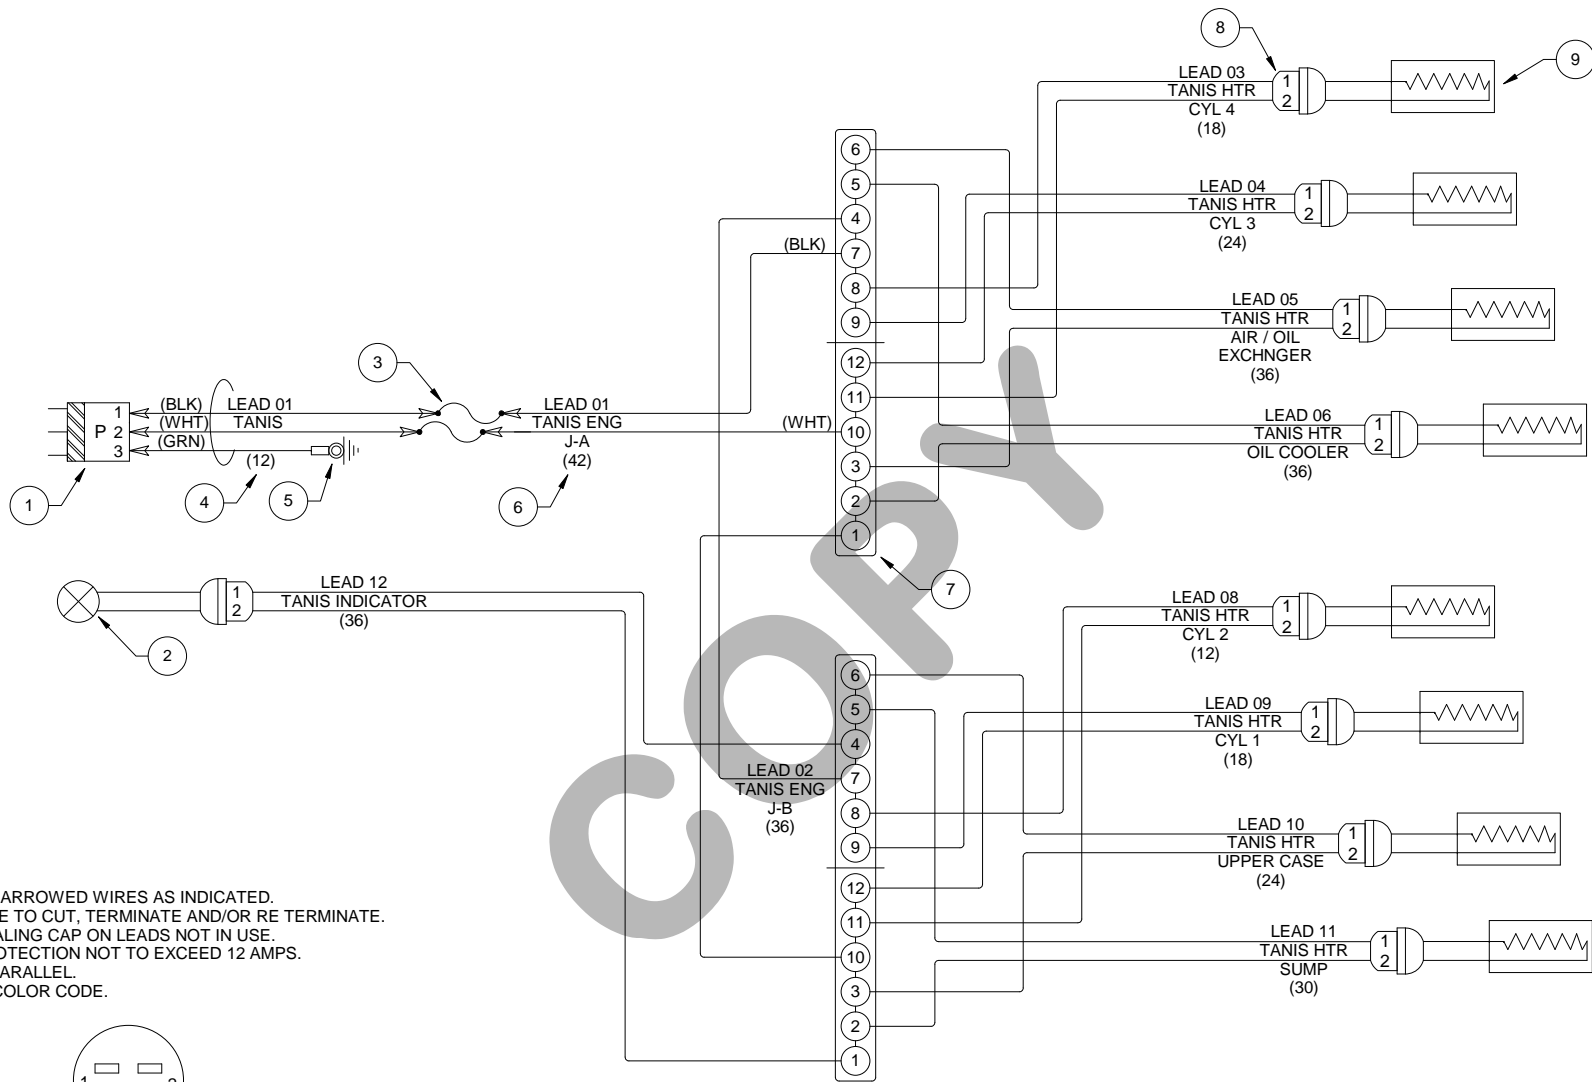 8
9
LEAD 03
TANIS HTR
CYL 4
(18)
1
2
LEAD 04
TANIS HTR
CYL 3
(24)
1
2
LEAD 05
TANIS HTR
AIR / OIL
EXCHNGER
(36)
1
2
LEAD 06
TANIS HTR
OIL COOLER
(36)
1
2
6
5
4
(BLK) 7
8
9
12
11
(WHT) 10
3
2
1
7
3
P
1
2
3
(BLK) LEAD 01
(WHT) TANIS
(GRN)
(12)
LEAD 01
TANIS ENG
J-A
(42)
1
4
5
6
LEAD 12
TANIS INDICATOR
(36)
1
2
2
COPY
LEAD 08
TANIS HTR
CYL 2
(12)
1
2
LEAD 09
TANIS HTR
CYL 1
(18)
1
2
LEAD 10
TANIS HTR
UPPER CASE
(24)
1
2
LEAD 11
TANIS HTR
SUMP
(30)
1
2
6
5
4
7
8
9
12
11
10
3
2
1
LEAD 02
TANIS ENG
J-B
(36)
ARROWED WIRES AS INDICATED.
E TO CUT, TERMINATE AND/OR RE TERMINATE.
ALING CAP ON LEADS NOT IN USE.
OTECTION NOT TO EXCEED 12 AMPS.
ARALLEL.
COLOR CODE.